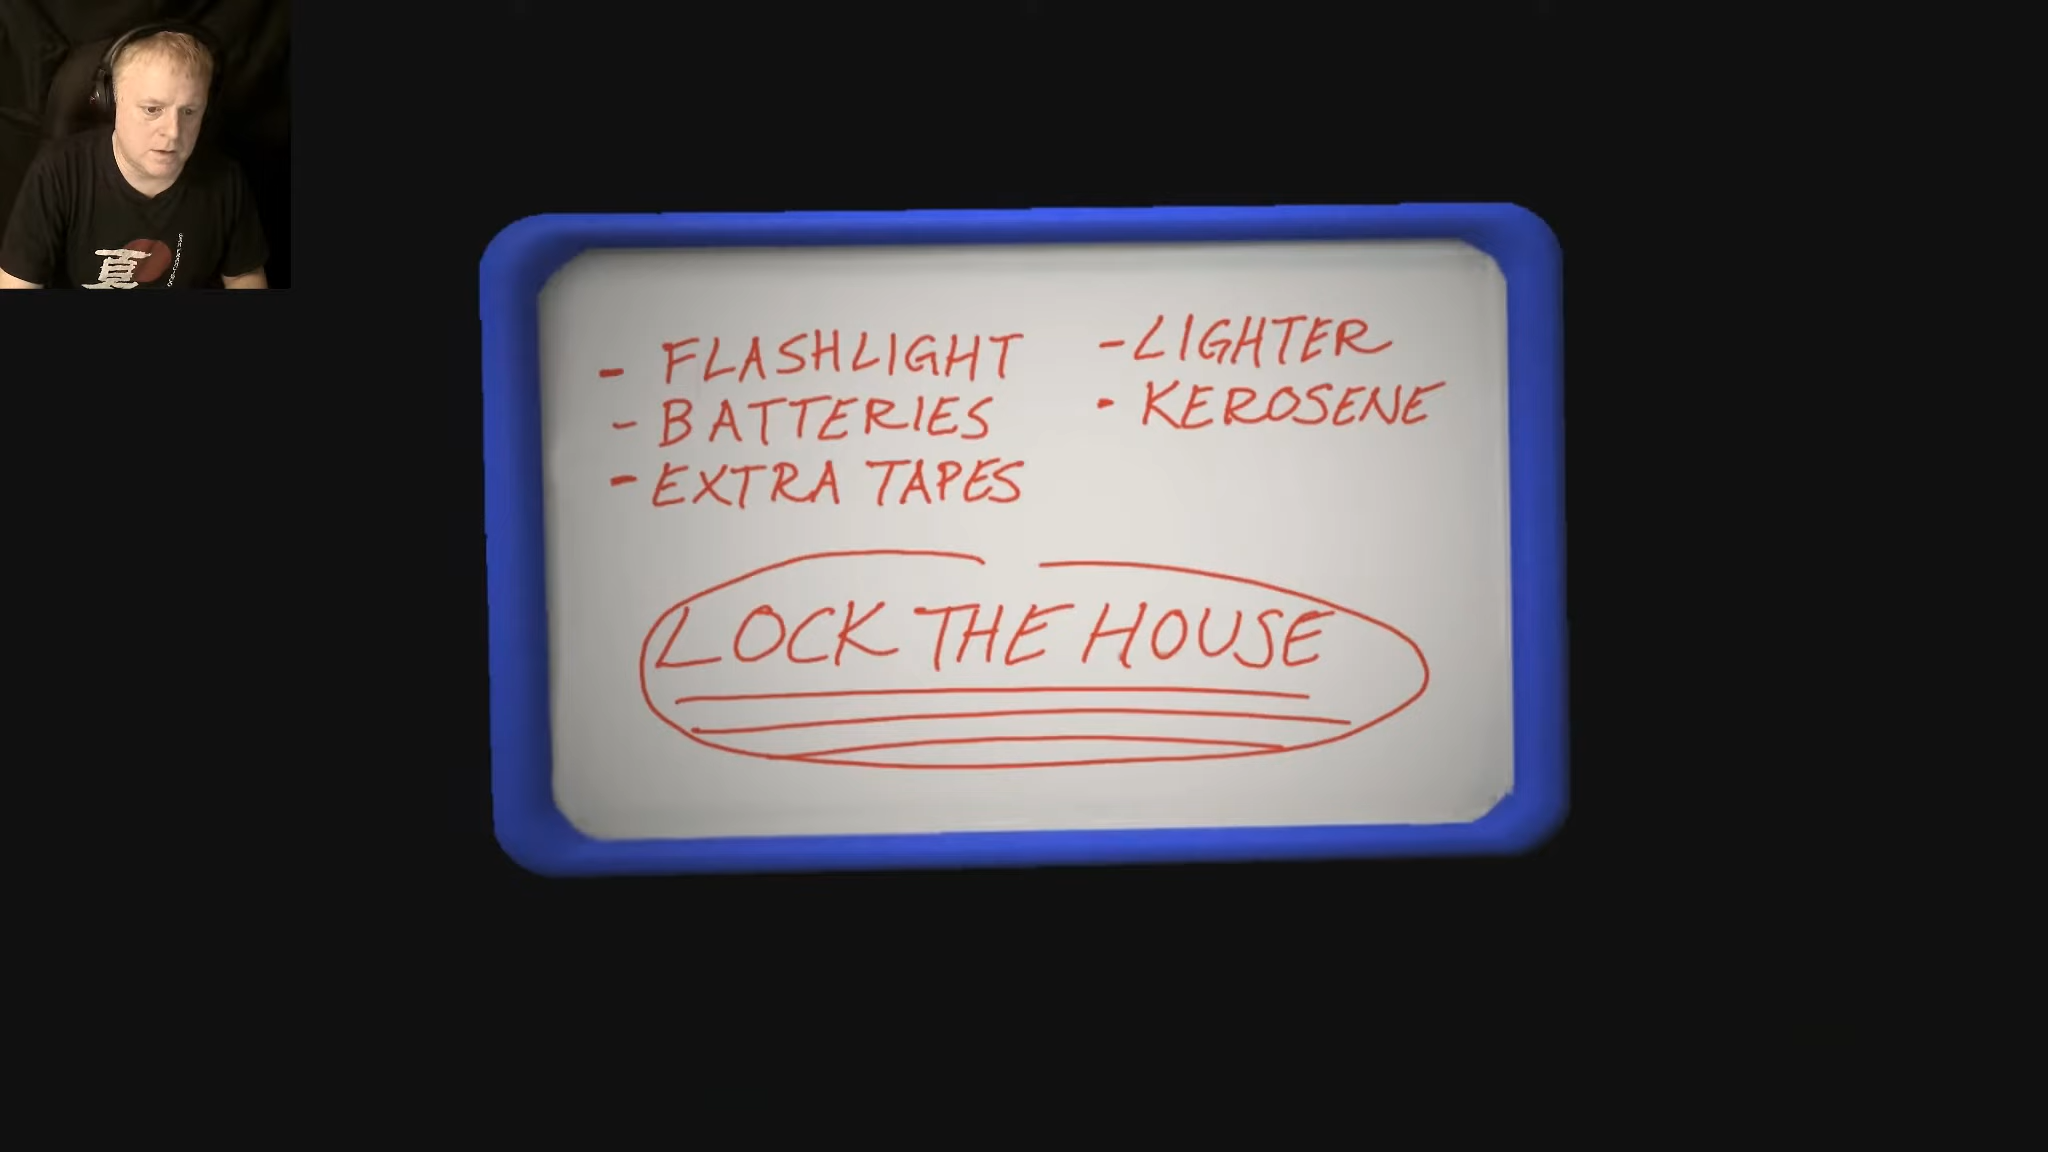 - FLASHLIGHT
- BATTERIES
- EXTRA TAPES
- LIGHTER
- KEROSENE
LOCK THE HOUSE